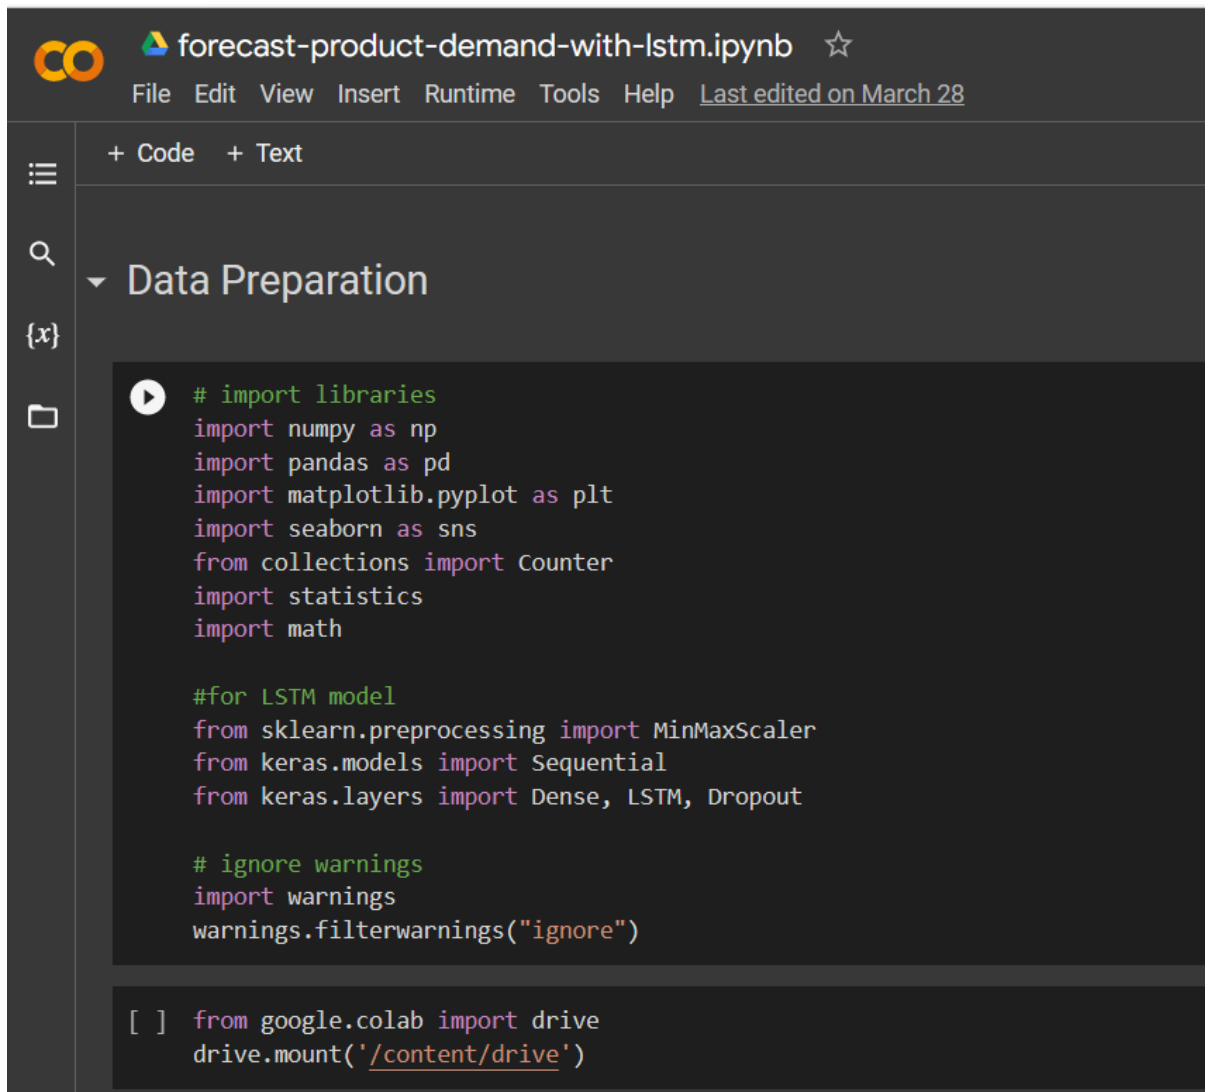 forecast-product-demand-with-lstm.ipynb
File Edit View Insert Runtime Tools Help Last edited on March 28
+ Code + Text
Data Preparation
{x}
# import libraries
import numpy as np
import pandas as pd
import matplotlib.pyplot as plt
import seaborn as sns
from collections import Counter
import statistics
import math
#for LSTM model
from sklearn.preprocessing import MinMaxScaler
from keras.models import Sequential
from keras.layers import Dense, LSTM, Dropout
# ignore warnings
import warnings
warnings.filterwarnings("ignore")
[ ] from google.colab import drive
drive.mount('/content/drive')